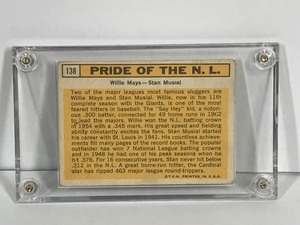 138
PRIDE OF THE N. L.
Willie Mays—Stan Musial
Two of the major leagues most famous sluggers are
Willie Mays and Stan Musial. Willie, now in his 11th
complete season with the Giants, is one of the most
feared hitters in baseball. The "Say Hey" kid, a notori-
ous .300 batter, connected for 49 home runs in 1962
to lead the majors. Willie won the N.L. batting crown
of 1954 with a .345 mark. His great speed and fielding
ability constantly excites the fans. Stan Musial started
his career with St. Louis in 1941. His countless achieve-
ments fill many pages of the record books. The popular
outfielder has won 7 National League batting crowns
and in 1948 he had one of his peak seasons when he
hit .376. For 16 consecutive years, Stan never hit below
.312 in the N.L. A great home-run hitter, the Cardinal
star has ripped 463 major league round-trippers.
© T.C.G. PRINTED IN U.S.A.